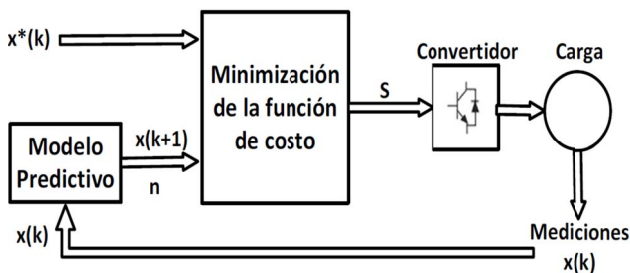 x*(k)
Minimización
de la función
de costo
S
Convertidor
Carga
Modelo
Predictivo
x(k+1)
n
x(k)
Mediciones
x(k)